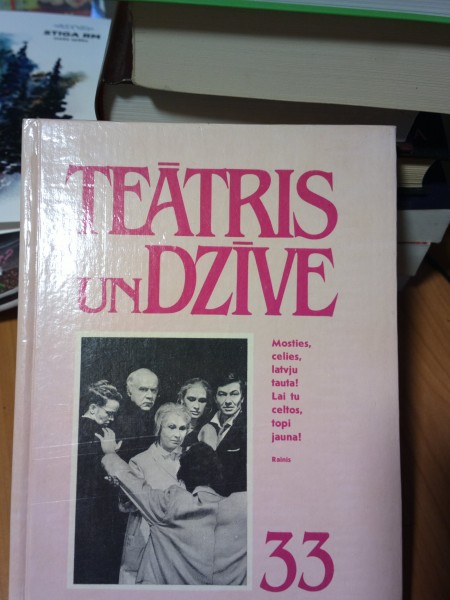 STIGA RM
TEĀTRIS
UN DZĪVE
Mosties,
celies,
latvju
tauta!
Lai tu
celtos,
topi
jauna!
Rainis
33